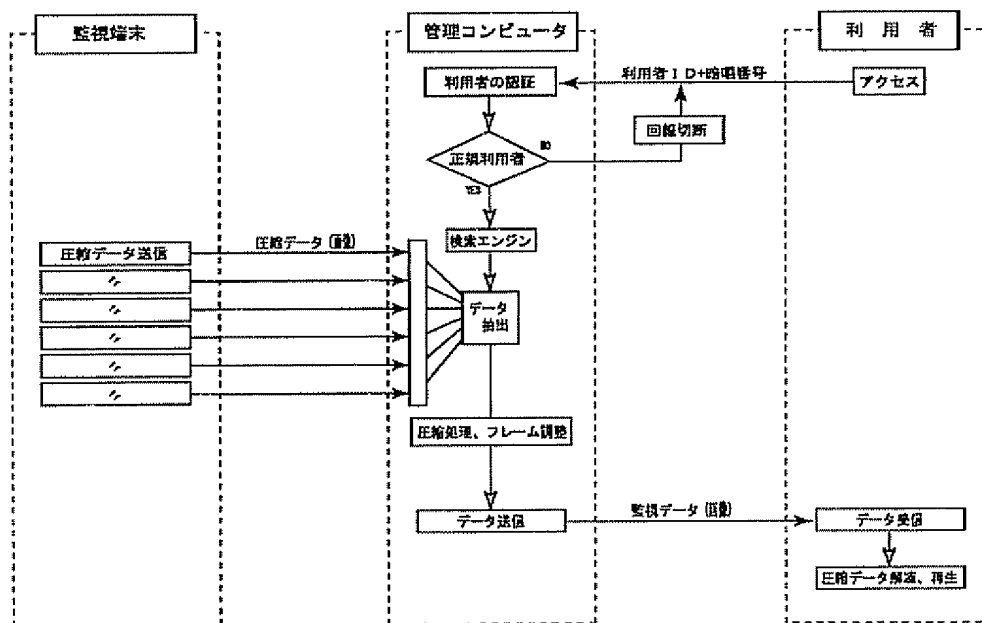 監視端末
管理コンピュータ
利用者
利用者の認証
利用者ID+暗唱番号
アクセス
回線切断
正規利用者
NO
YES
検索エンジン
圧縮データ送信
圧縮データ(画像)
〃
〃
〃
〃
〃
データ
抽出
圧縮処理、フレーム調整
データ送信
監視データ(画像)
データ受信
圧縮データ解凍、再生